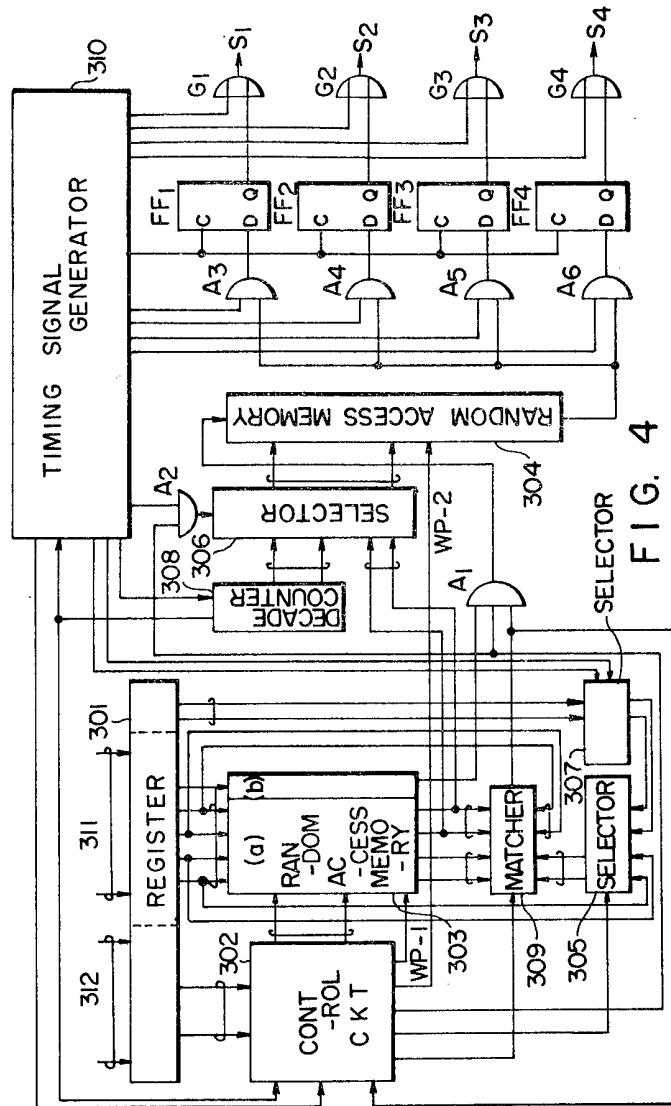 310
TIMING SIGNAL
GENERATOR
G1
S1
G2
S2
G3
S3
G4
S4
FF1
C
D Q
FF2
C
D Q
FF3
C
D Q
FF4
C
D Q
A3
A4
A5
A6
RANDOM ACCESS MEMORY
304
A2
SELECTOR
306
308
DECADE
COUNTER
WP-2
A1
FIG. 4
SELECTOR
307
301
311
312
REGISTER
(a)
(b)
RAN
-DOM
AC
-CESS
MEMO
-RY
303
302
WP-1
CONT
-ROL
CKT
MATCHER
309
SELECTOR
305